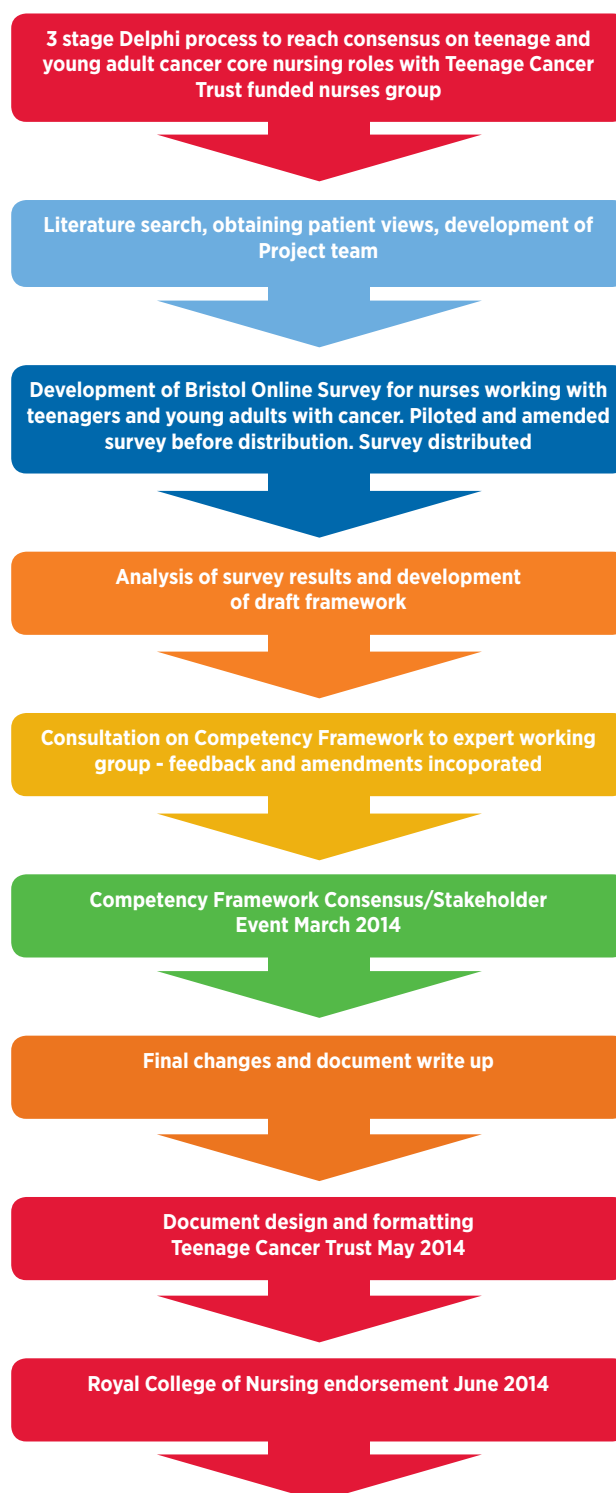 3 stage Delphi process to reach consensus on teenage and
young adult cancer core nursing roles with Teenage Cancer
Trust funded nurses group
Literature search, obtaining patient views, development of
Project team
Development of Bristol Online Survey for nurses working with
teenagers and young adults with cancer. Piloted and amended
survey before distribution. Survey distributed
Analysis of survey results and development
of draft framework
Consultation on Competency Framework to expert working
group - feedback and amendments incoporated
Competency Framework Consensus/Stakeholder
Event March 2014
Final changes and document write up
Document design and formatting
Teenage Cancer Trust May 2014
Royal College of Nursing endorsement June 2014